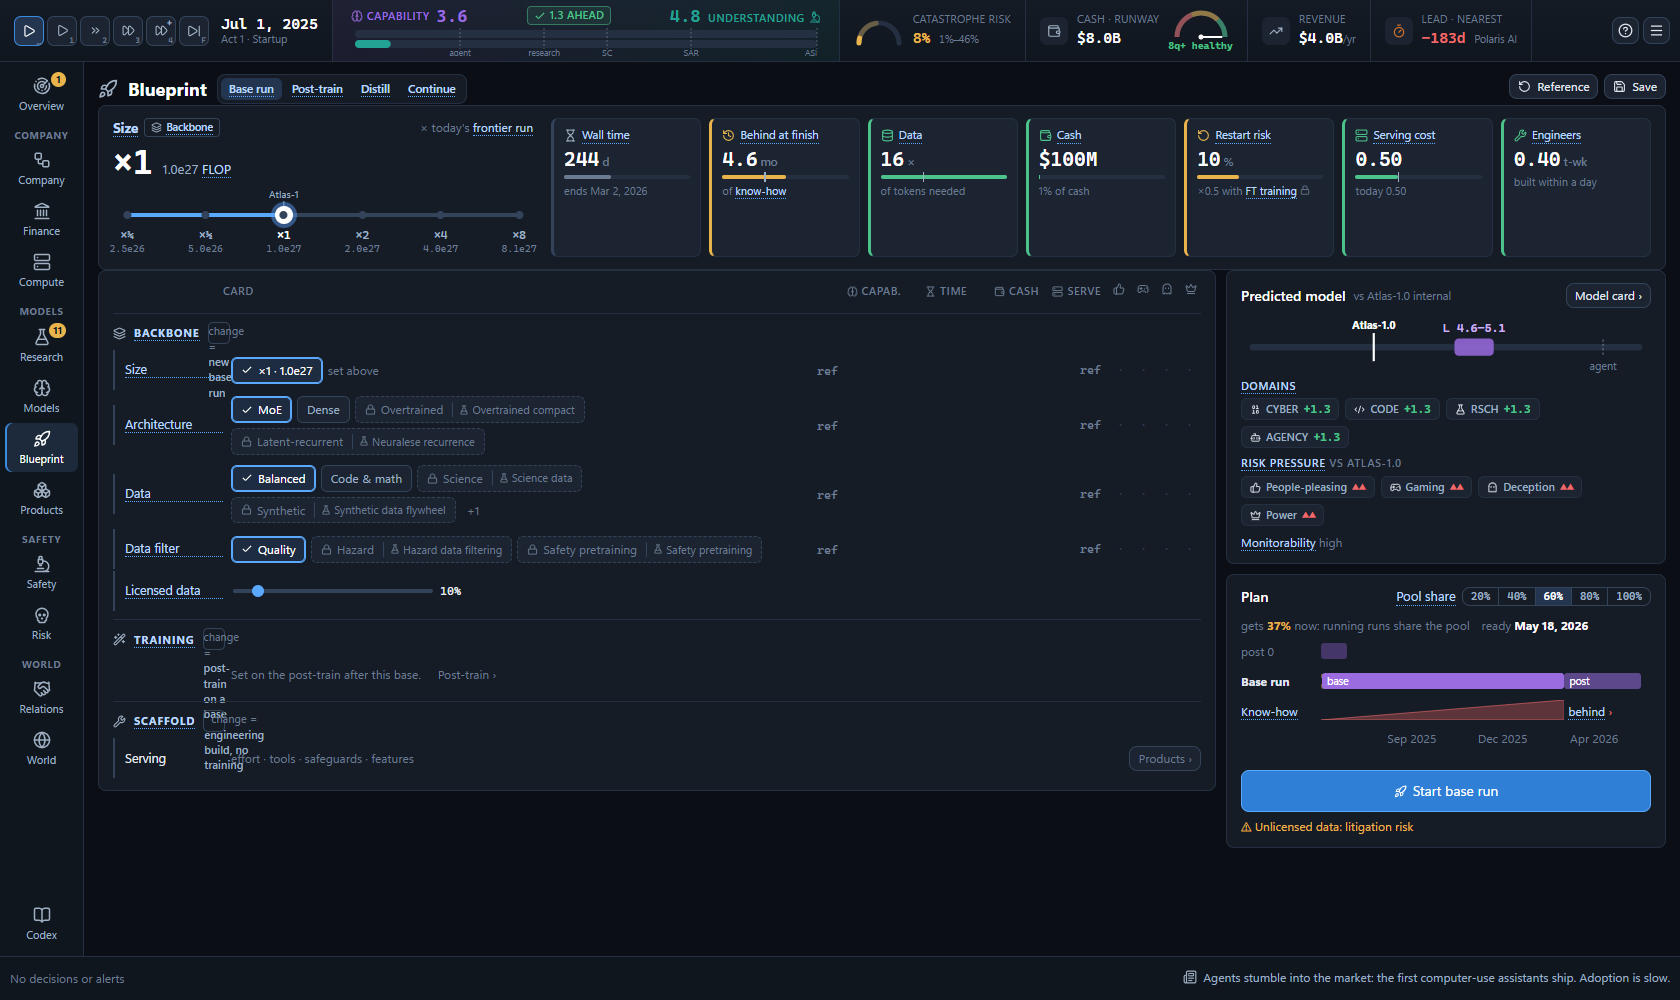 1
2
3
4
F
Jul 1, 2025
Act 1 · Startup
CAPABILITY 3.6
1.3 AHEAD
4.8 UNDERSTANDING
agent
research
SC
SAR
ASI
CATASTROPHE RISK
8% 1%–46%
CASH · RUNWAY
$8.0B
8q+ healthy
REVENUE
$4.0B/yr
LEAD · NEAREST
−183d Polaris AI
Overview
1
COMPANY
Company
Finance
Compute
MODELS
Research
11
Models
Blueprint
Products
SAFETY
Safety
Risk
WORLD
Relations
World
Codex
Blueprint
Base run
Post-train
Distill
Continue
Reference
Save
Size
Backbone
× today's frontier run
×1 1.0e27 FLOP
Atlas-1
×1
×2
×4
×8
2.5e26
5.0e26
1.0e27
2.0e27
4.0e27
8.1e27
Wall time
244 d
ends Mar 2, 2026
Behind at finish
4.6 mo
of know-how
Data
16 ×
of tokens needed
Cash
$100M
1% of cash
Restart risk
10 %
×0.5 with FT training
Serving cost
0.50
today 0.50
Engineers
0.40 t-wk
built within a day
CARD
CAPAB.
TIME
CASH
SERVE
BACKBONE
change = new base run
Size
×1 · 1.0e27
set above
ref
ref
Architecture
MoE
Dense
Overtrained
Overtrained compact
Latent-recurrent
Neuralese recurrence
ref
ref
Data
Balanced
Code & math
Science
Science data
Synthetic
Synthetic data flywheel
+1
ref
ref
Data filter
Quality
Hazard
Hazard data filtering
Safety pretraining
Safety pretraining
ref
ref
Licensed data
10%
TRAINING
change = post-train on a base
Set on the post-train after this base.
Post-train ›
SCAFFOLD
change = engineering build, no training
Serving
effort · tools · safeguards · features
Products ›
Predicted model vs Atlas-1.0 internal
Model card ›
Atlas-1.0
L 4.6–5.1
agent
DOMAINS
CYBER +1.3
CODE +1.3
RSCH +1.3
AGENCY +1.3
RISK PRESSURE VS ATLAS-1.0
People-pleasing ▲▲
Gaming ▲▲
Deception ▲▲
Power ▲▲
Monitorability high
Plan
Pool share
20%
40%
60%
80%
100%
gets 37% now: running runs share the pool
ready May 18, 2026
post 0
Base run
base
post
Know-how
behind ›
Sep 2025
Dec 2025
Apr 2026
Start base run
Unlicensed data: litigation risk
No decisions or alerts
Agents stumble into the market: the first computer-use assistants ship. Adoption is slow.